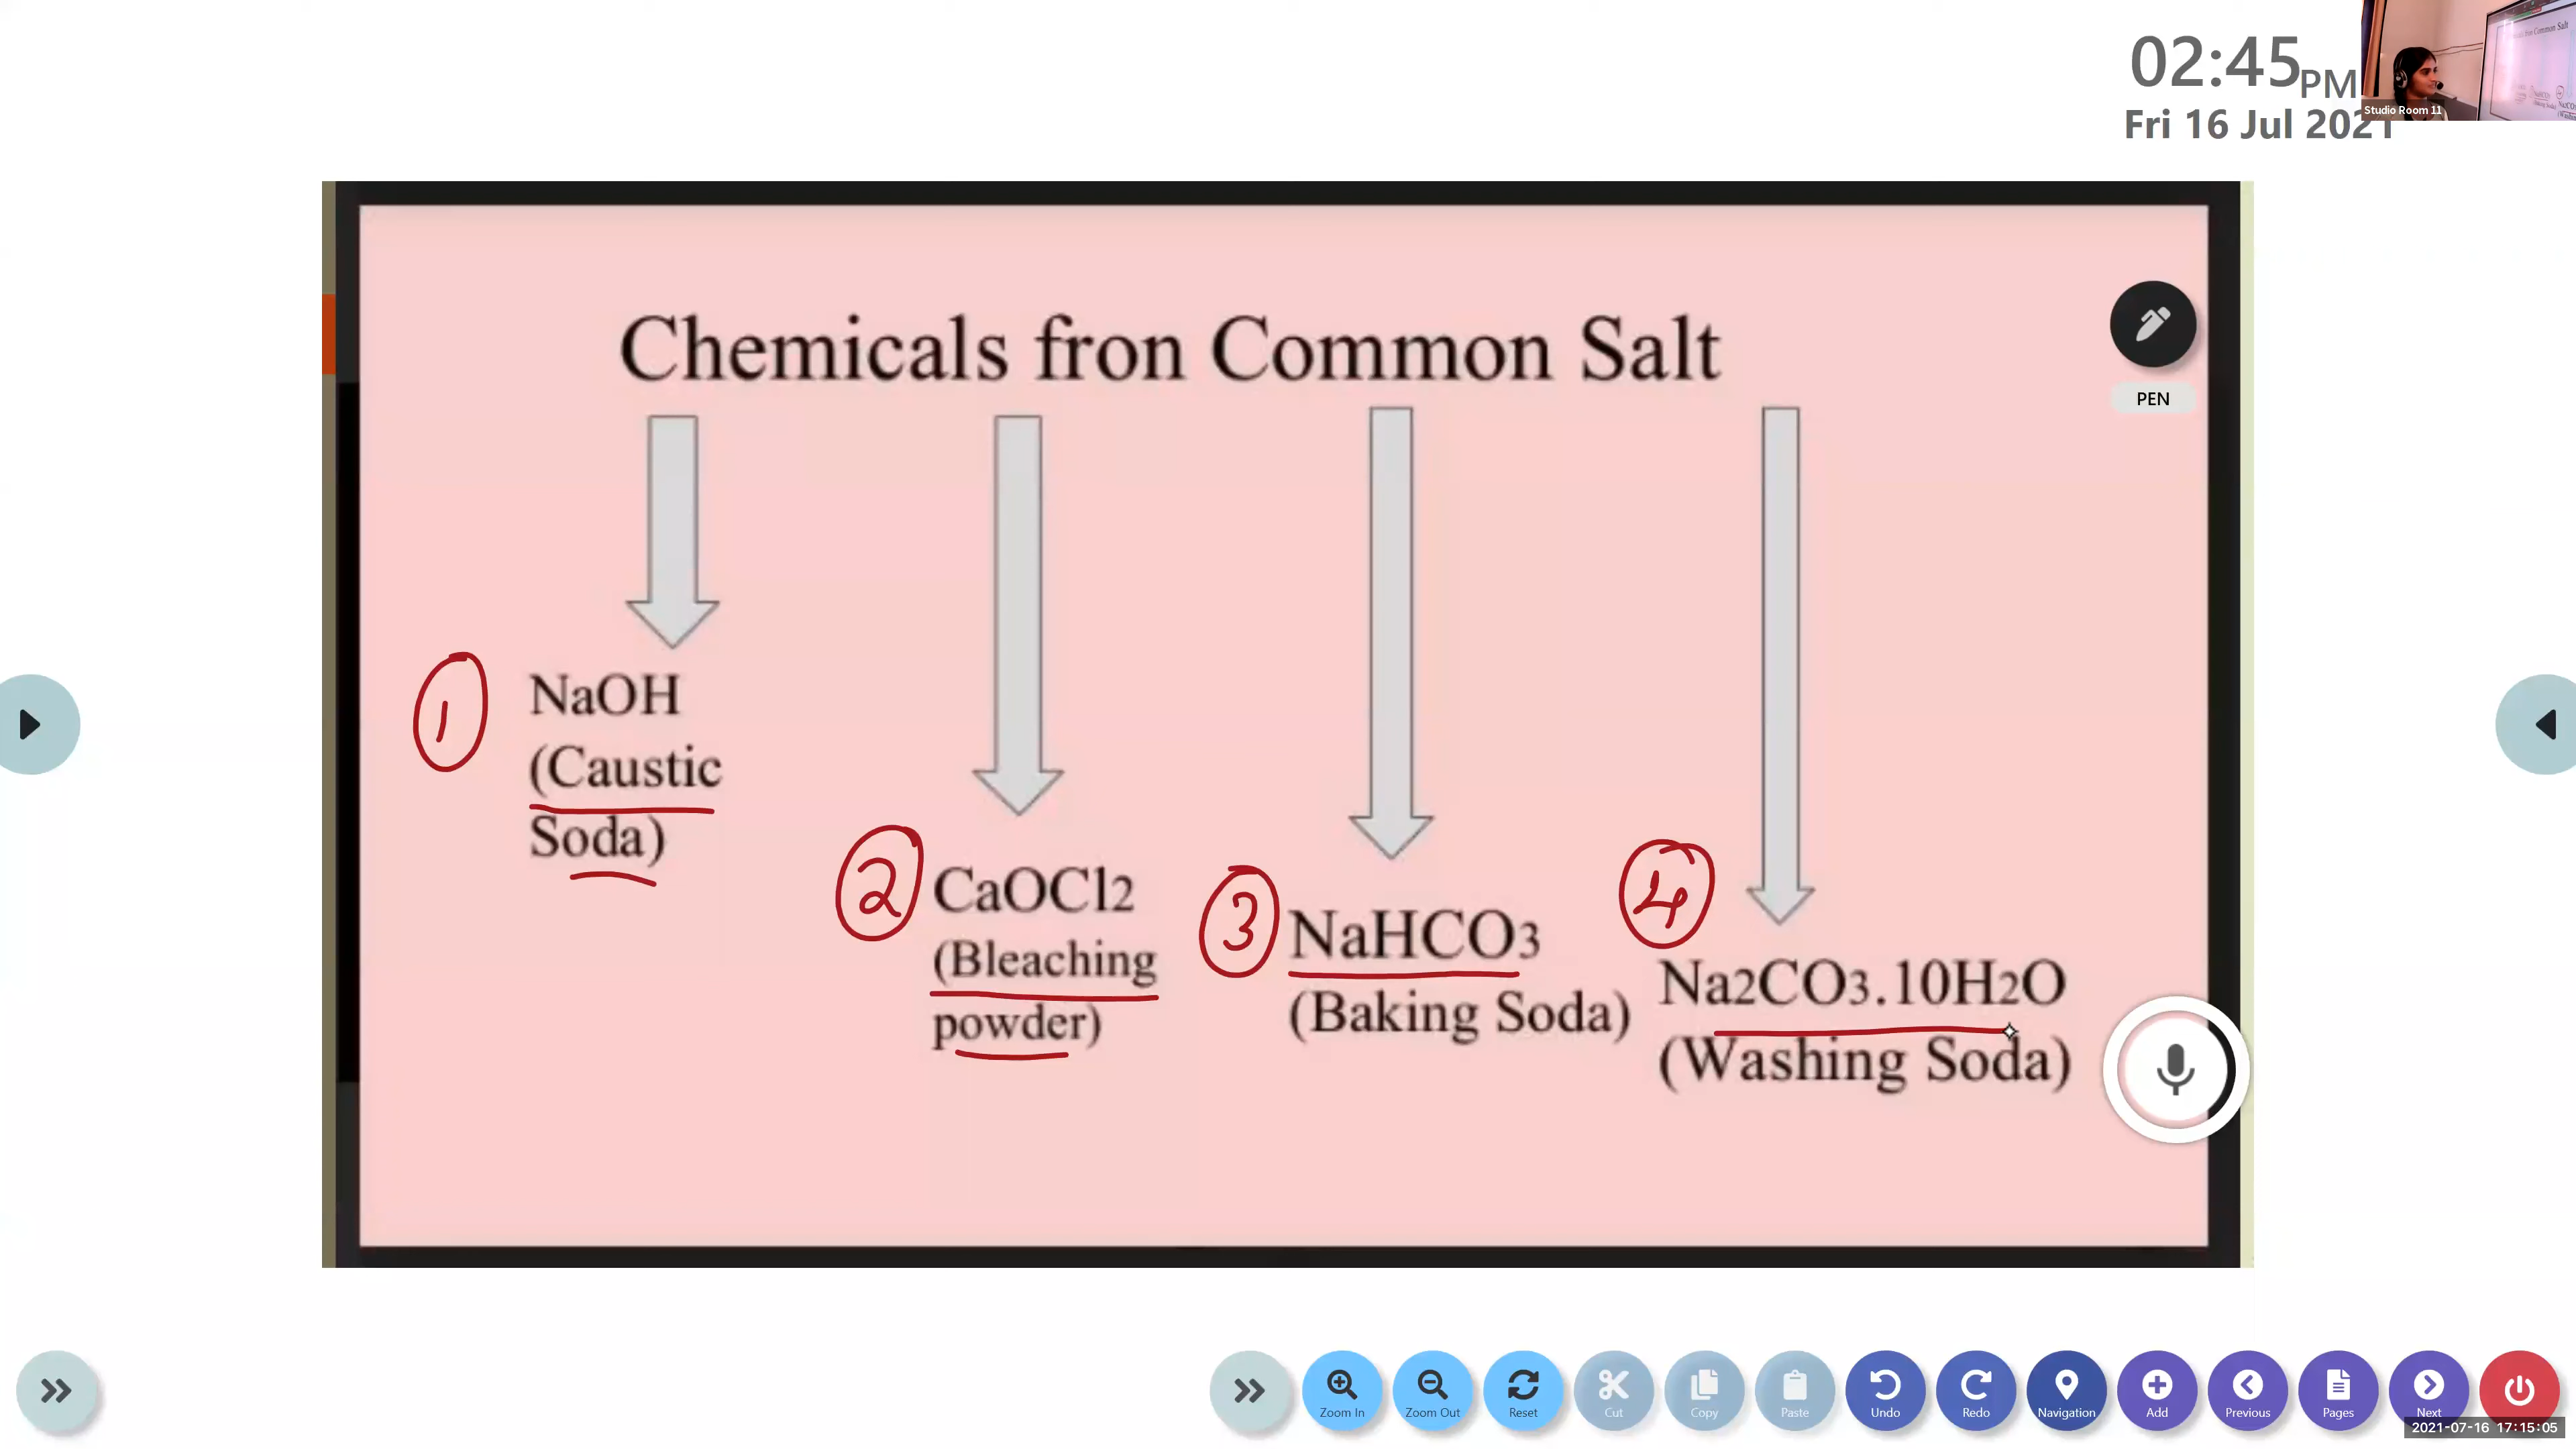 02:45PM
Fri 16 Jul 2021
Studio Room 11
Chemicals fron Common Salt
PEN
1
NaOH
(Caustic
Soda)
2
CaOCl2
(Bleaching
powder)
3
NaHCO3
(Baking Soda)
4
Na2CO3.10H2O
(Washing Soda)
Zoom In
Zoom Out
Reset
Cut
Copy
Paste
Undo
Redo
Navigation
Add
Previous
Pages
Next
2021-07-16 17:15:05